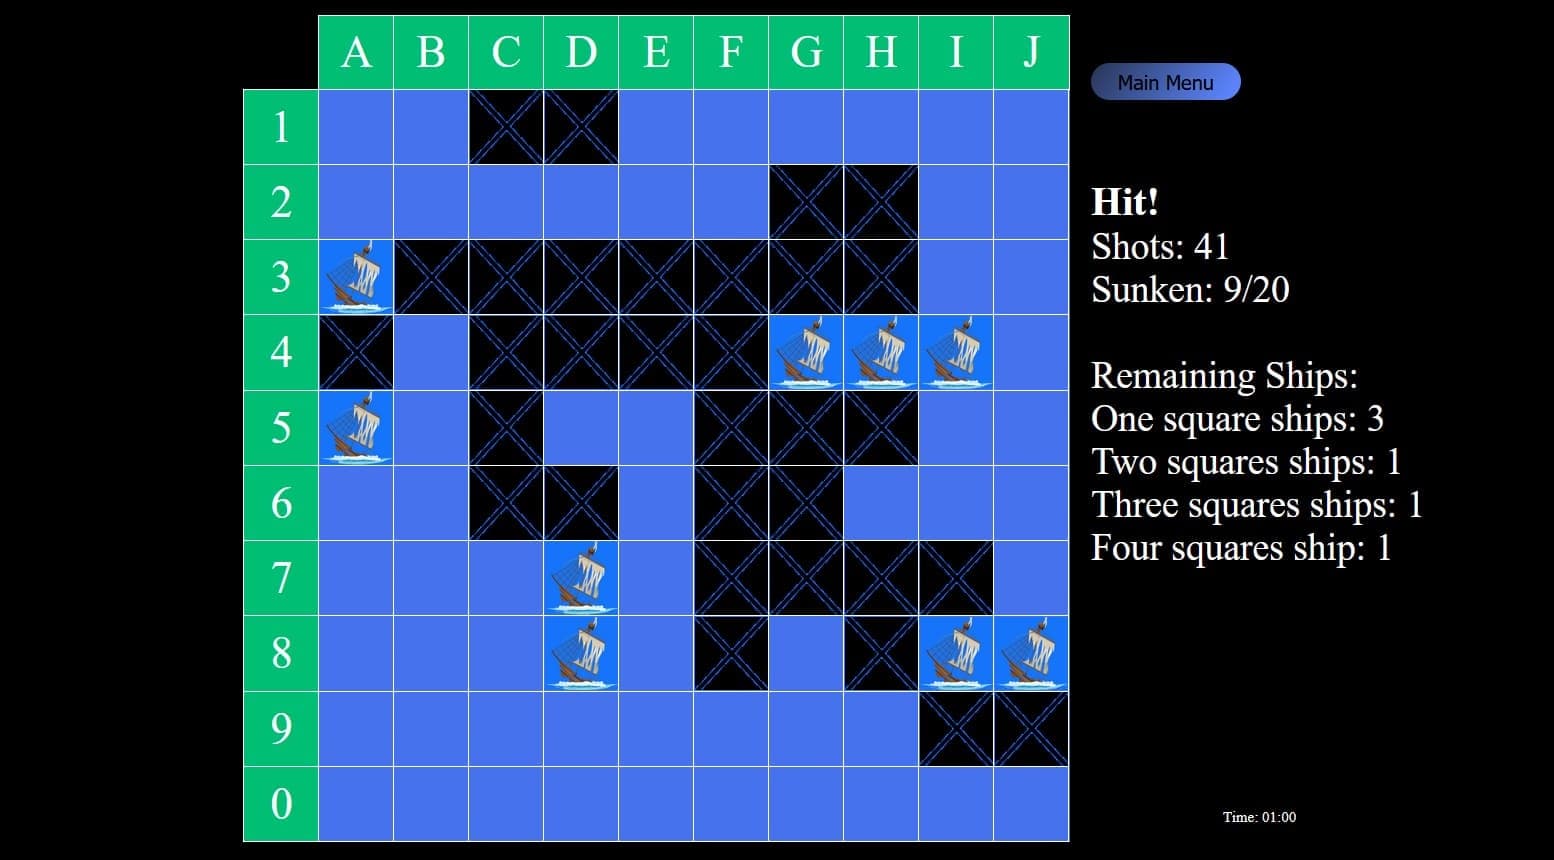 A B C D E F G H I J
Main Menu
1
2
Hit!
Shots: 41
3
Sunken: 9/20
4
Remaining Ships:
5
One square ships: 3
Two squares ships: 1
6
Three squares ships: 1
Four squares ship: 1
7
8
9
0
Time: 01:00